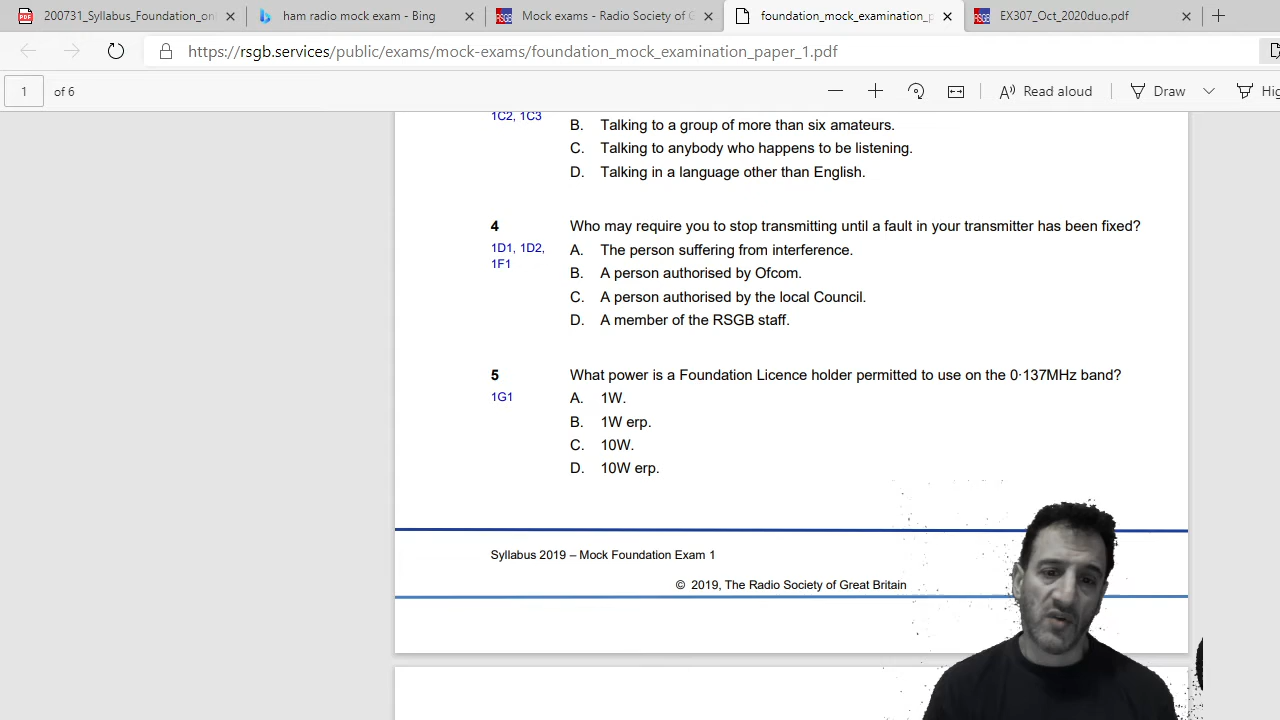 200731_Syllabus_Foundation_on
ham radio mock exam - Bing
Mock exams - Radio Society of G
foundation_mock_examination_p
EX307_Oct_2020duo.pdf
https://rsgb.services/public/exams/mock-exams/foundation_mock_examination_paper_1.pdf
1 of 6
Read aloud
Draw
1C2, 1C3
B. Talking to a group of more than six amateurs.
C. Talking to anybody who happens to be listening.
D. Talking in a language other than English.
4 Who may require you to stop transmitting until a fault in your transmitter has been fixed?
1D1, 1D2, A. The person suffering from interference.
1F1
B. A person authorised by Ofcom.
C. A person authorised by the local Council.
D. A member of the RSGB staff.
5 What power is a Foundation Licence holder permitted to use on the 0·137MHz band?
1G1 A. 1W.
B. 1W erp.
C. 10W.
D. 10W erp.
Syllabus 2019 – Mock Foundation Exam 1
© 2019, The Radio Society of Great Britain